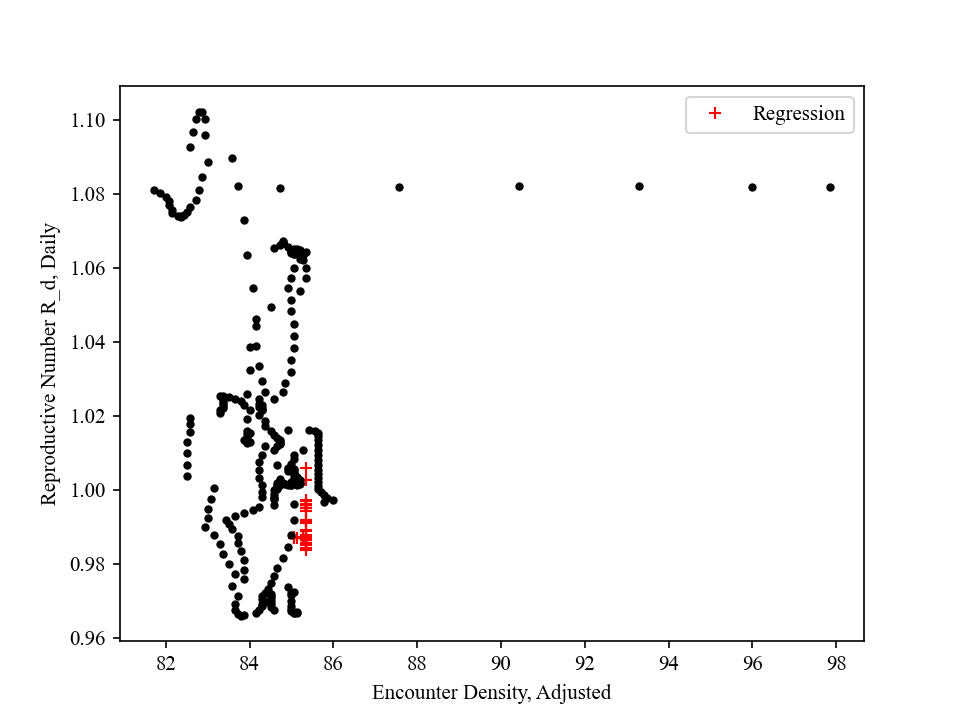 Regression
1.10
1.08
1.06
1.04
1.02
1.00
0.98
0.96
Reproductive Number R_d, Daily
82 84 86 88 90 92 94 96 98
Encounter Density, Adjusted